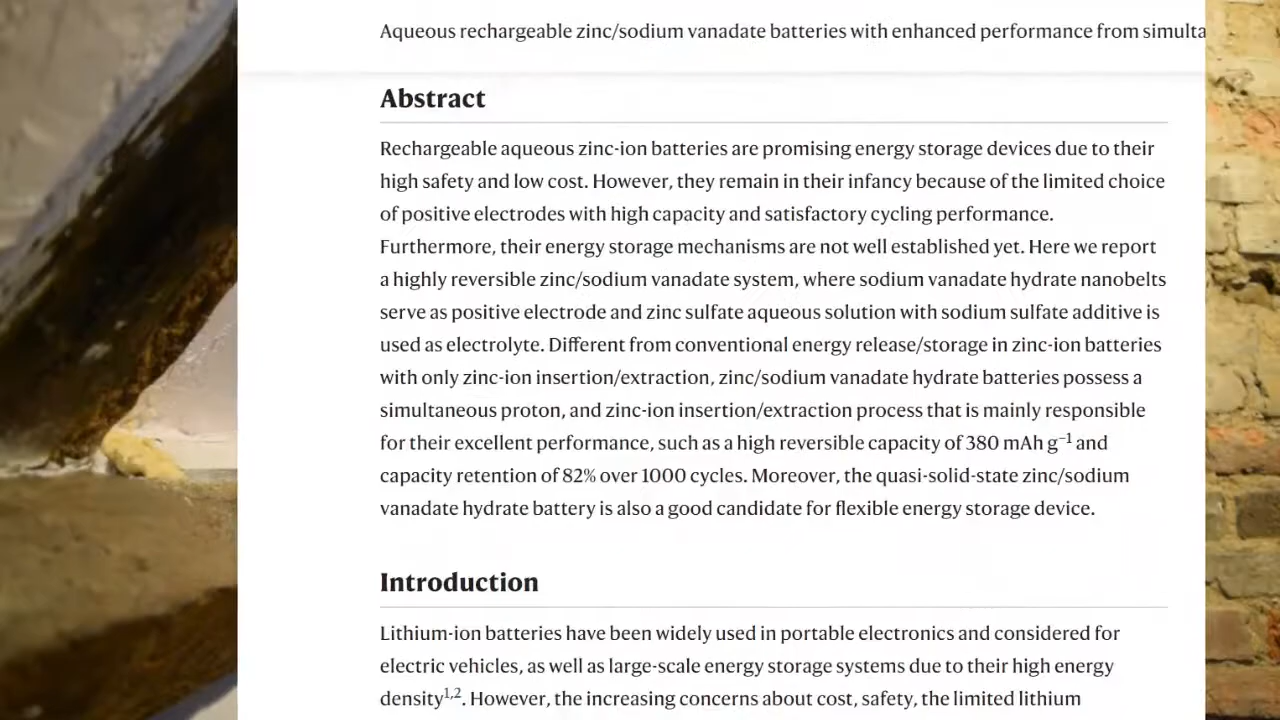 Aqueous rechargeable zinc/sodium vanadate batteries with enhanced performance from
Abstract
Rechargeable aqueous zinc-ion batteries are promising energy storage devices due to their
high safety and low cost. However, they remain in their infancy because of the limited choice
of positive electrodes with high capacity and satisfactory cycling performance.
Furthermore, their energy storage mechanisms are not well established yet. Here we report
a highly reversible zinc/sodium vanadate system, where sodium vanadate hydrate nanobelts
serve as positive electrode and zinc sulfate aqueous solution with sodium sulfate additive is
used as electrolyte. Different from conventional energy release/storage in zinc-ion batteries
with only zinc-ion insertion/extraction, zinc/sodium vanadate hydrate batteries possess a
simultaneous proton, and zinc-ion insertion/extraction process that is mainly responsible
for their excellent performance, such as a high reversible capacity of 380 mAh g⁻¹ and
capacity retention of 82% over 1000 cycles. Moreover, the quasi-solid-state zinc/sodium
vanadate hydrate battery is also a good candidate for flexible energy storage device.
Introduction
Lithium-ion batteries have been widely used in portable electronics and considered for
electric vehicles, as well as large-scale energy storage systems due to their high energy
density¹,². However, the increasing concerns about cost, safety, the limited lithium